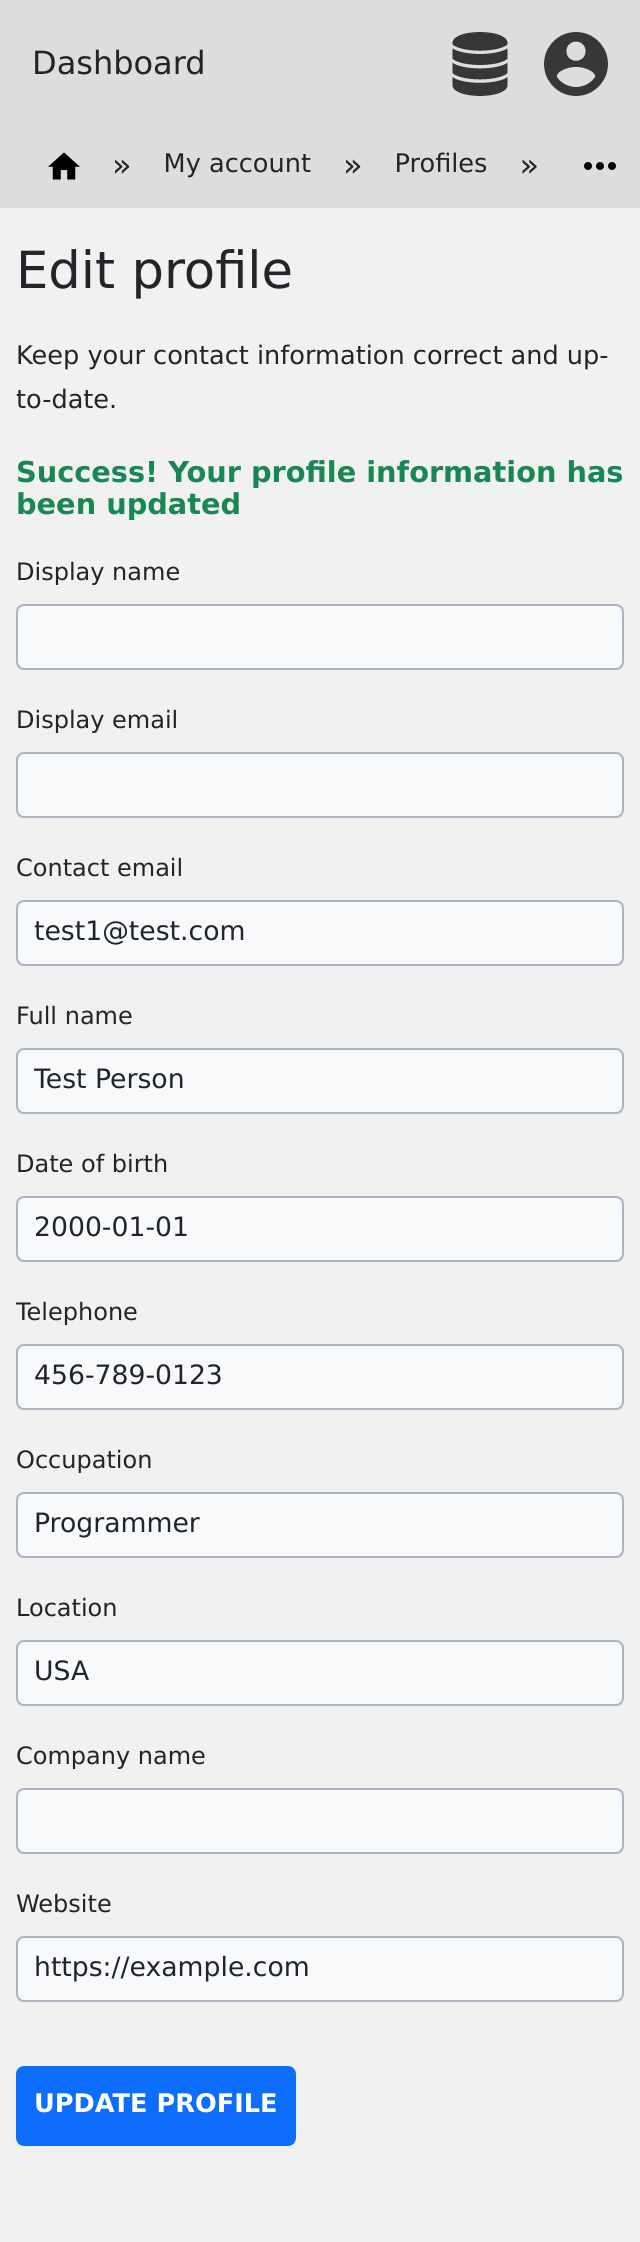 Dashboard
» My account » Profiles » •••
Edit profile
Keep your contact information correct and up-
to-date.
Success! Your profile information has
been updated
Display name
Display email
Contact email
test1@test.com
Full name
Test Person
Date of birth
2000-01-01
Telephone
456-789-0123
Occupation
Programmer
Location
USA
Company name
Website
https://example.com
UPDATE PROFILE